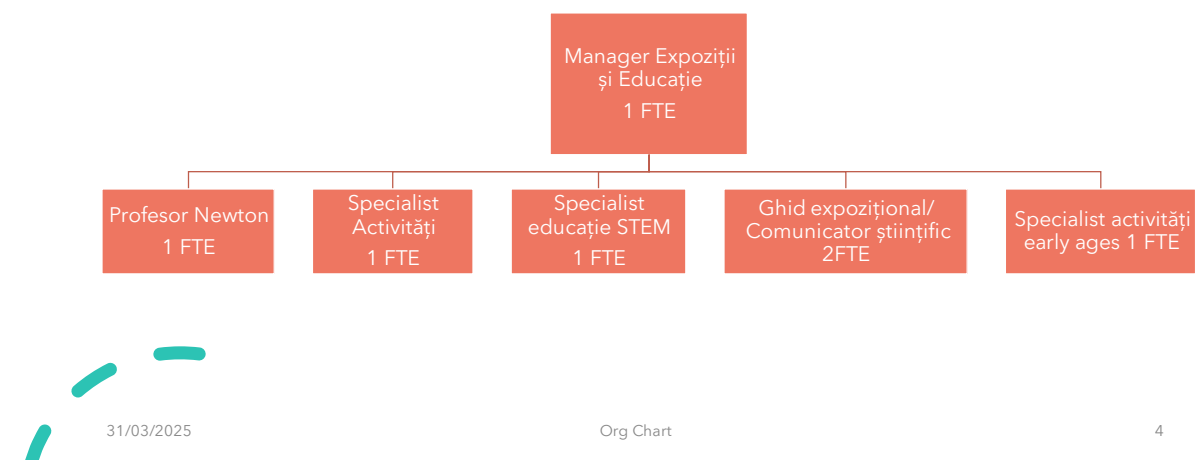 Manager Expoziții
și Educație
1 FTE
Profesor Newton
1 FTE
Specialist
Activități
1 FTE
Specialist
educație STEM
1 FTE
Ghid expozițional/
Comunicator științific
2FTE
Specialist activități
early ages 1 FTE
31/03/2025
Org Chart
4